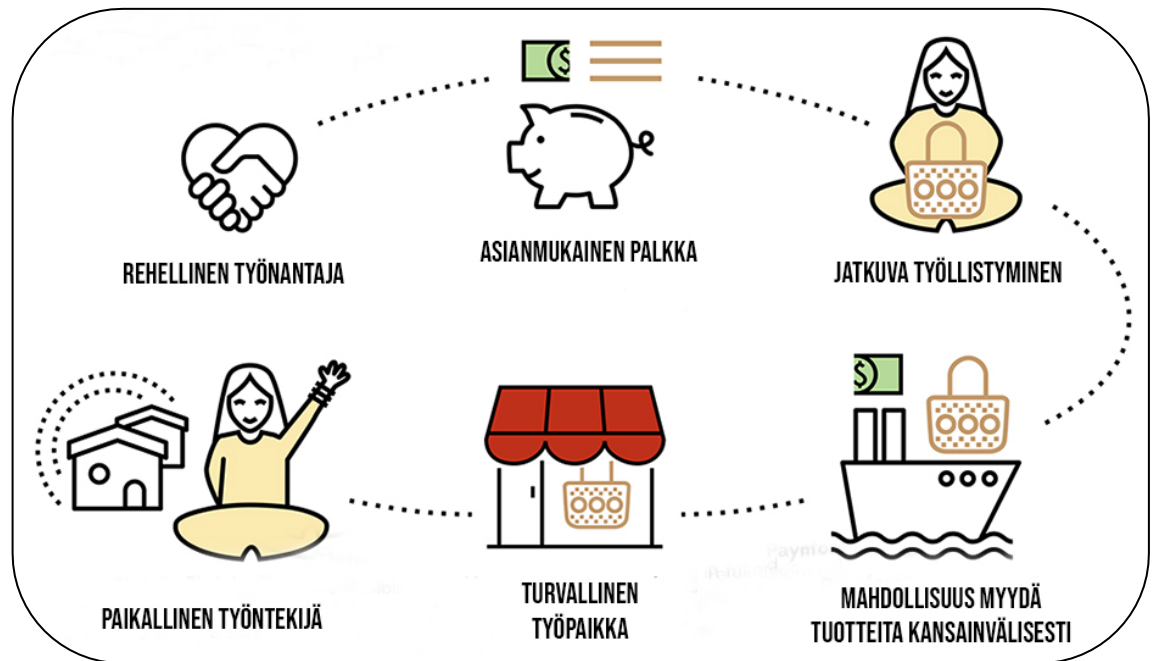 REHELLINEN TYÖNANTAJA
ASIANMUKAINEN PALKKA
JATKUVA TYÖLLISTYMINEN
PAIKALLINEN TYÖNTEKIJÄ
TURVALLINEN
TYÖPAIKKA
MAHDOLLISUUS MYYDÄ
TUOTTEITA KANSAINVÄLISESTI
$
$